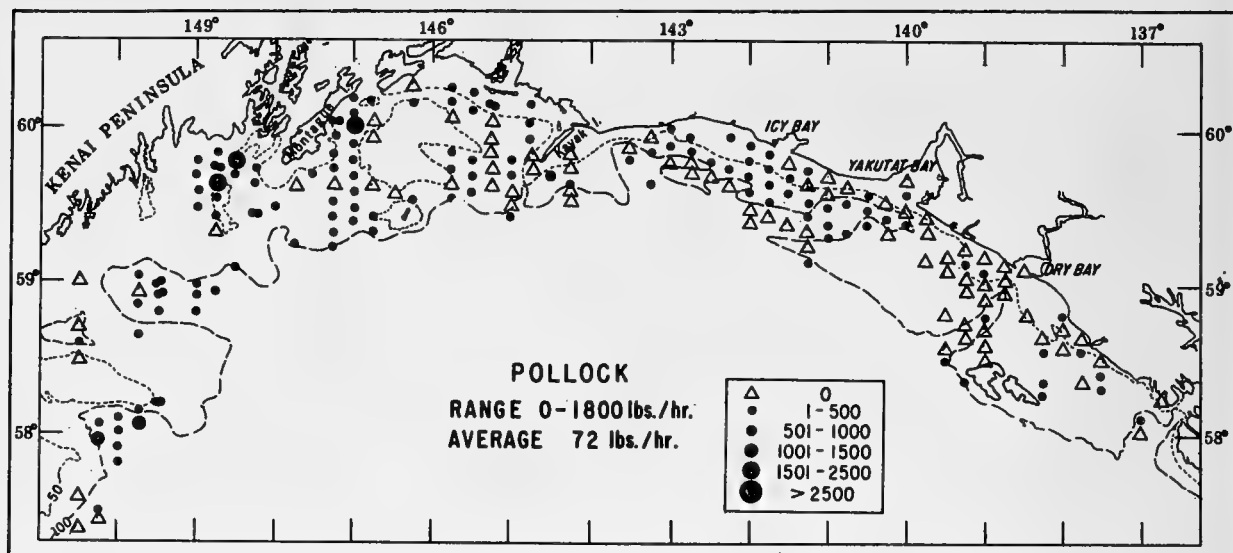 149° 146° 143° 140° 137°
KENAI PENINSULA
Montague
Kayak I.
ICY BAY
YAKUTAT BAY
DRY BAY
60° 60°
59° 59°
58° 58°
50
100
POLLOCK
RANGE 0-1800 lbs./hr.
AVERAGE 72 lbs./hr.
0
1-500
501-1000
1001-1500
1501-2500
>2500